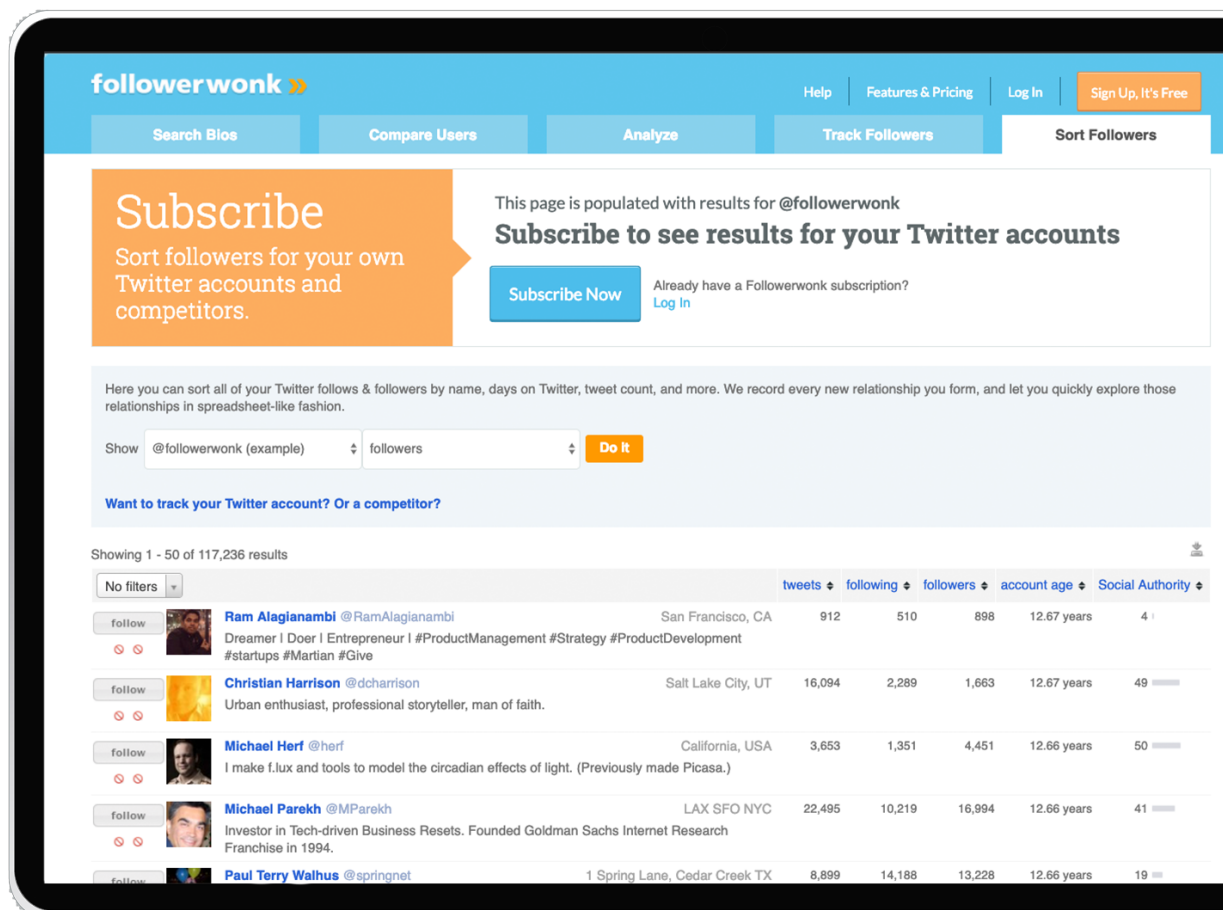 followerwonk »
Help
Features & Pricing
Log In
Sign Up, It's Free
Search Bios
Compare Users
Analyze
Track Followers
Sort Followers
Subscribe
Sort followers for your own
Twitter accounts and
competitors.
This page is populated with results for @followerwonk
Subscribe to see results for your Twitter accounts
Subscribe Now
Already have a Followerwonk subscription?
Log In
Here you can sort all of your Twitter follows & followers by name, days on Twitter, tweet count, and more. We record every new relationship you form, and let you quickly explore those
relationships in spreadsheet-like fashion.
Show @followerwonk (example) followers Do It
Want to track your Twitter account? Or a competitor?
Showing 1 - 50 of 117,236 results
No filters tweets following followers account age Social Authority
follow Ram Alagianambi @RamAlagianambi San Francisco, CA 912 510 898 12.67 years 4
Dreamer | Doer | Entrepreneur | #ProductManagement #Strategy #ProductDevelopment
#startups #Martian #Give
follow Christian Harrison @dcharrison Salt Lake City, UT 16,094 2,289 1,663 12.67 years 49
Urban enthusiast, professional storyteller, man of faith.
follow Michael Herf @herf California, USA 3,653 1,351 4,451 12.66 years 50
I make f.lux and tools to model the circadian effects of light. (Previously made Picasa.)
follow Michael Parekh @MParekh LAX SFO NYC 22,495 10,219 16,994 12.66 years 41
Investor in Tech-driven Business Resets. Founded Goldman Sachs Internet Research
Franchise in 1994.
follow Paul Terry Walhus @springnet 1 Spring Lane, Cedar Creek TX 8,899 14,188 13,228 12.66 years 19